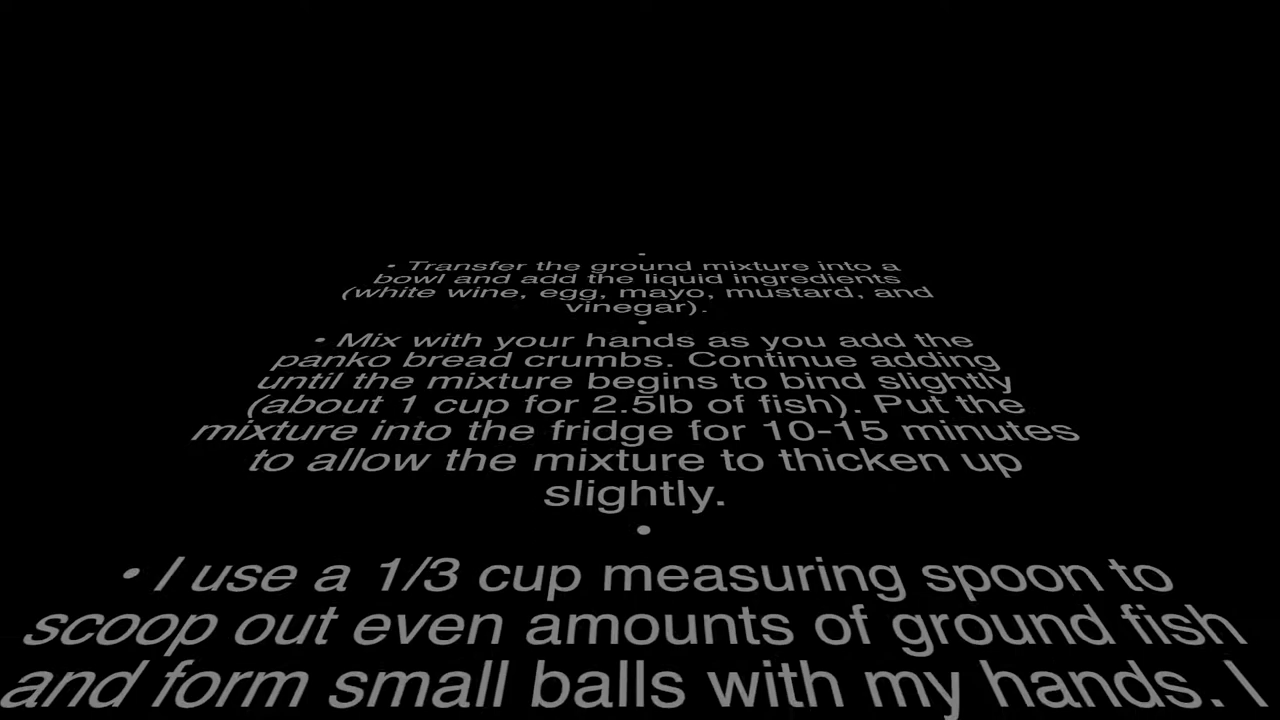 •
• Transfer the ground mixture into a
bowl and add the liquid ingredients
(white wine, egg, mayo, mustard, and
vinegar).
•
• Mix with your hands as you add the
panko bread crumbs. Continue adding
until the mixture begins to bind slightly
(about 1 cup for 2.5lb of fish). Put the
mixture into the fridge for 10-15 minutes
to allow the mixture to thicken up
slightly.
•
• I use a 1/3 cup measuring spoon to
scoop out even amounts of ground fish
and form small balls with my hands. I